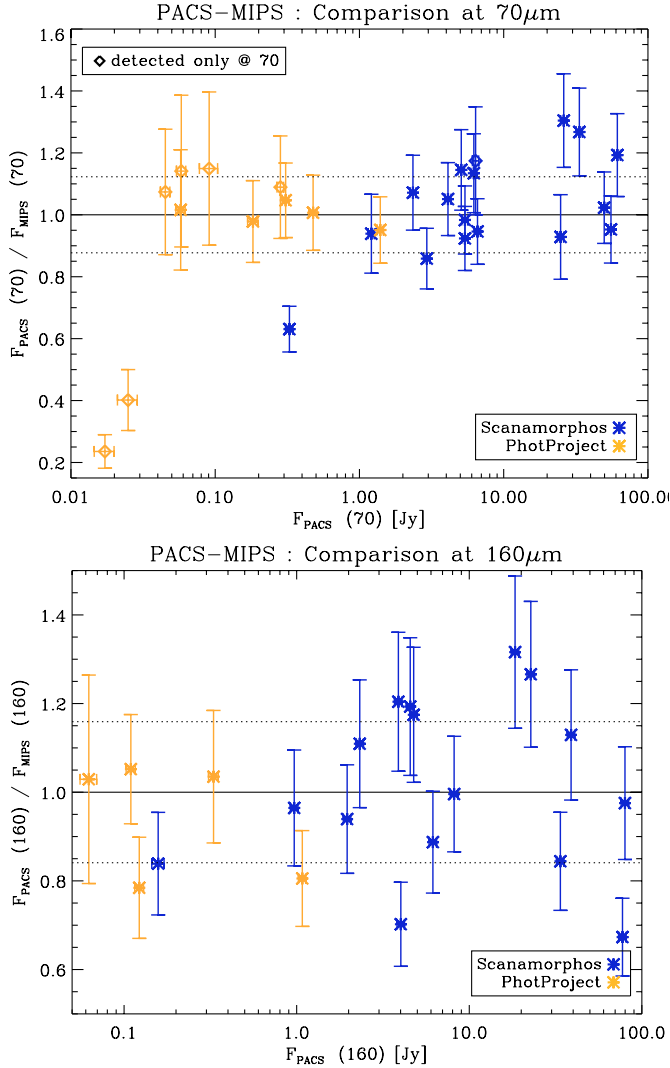 PACS-MIPS : Comparison at 70μm
detected only @ 70
F_PACS (70) / F_MIPS (70)
1.6
1.4
1.2
1.0
0.8
0.6
0.4
0.2
Scanamorphos
PhotProject
0.01 0.10 1.00 10.00 100.0
F_PACS (70) [Jy]
PACS-MIPS : Comparison at 160μm
F_PACS (160) / F_MIPS (160)
1.4
1.2
1.0
0.8
0.6
Scanamorphos
PhotProject
0.1 1.0 10.0 100.0
F_PACS (160) [Jy]